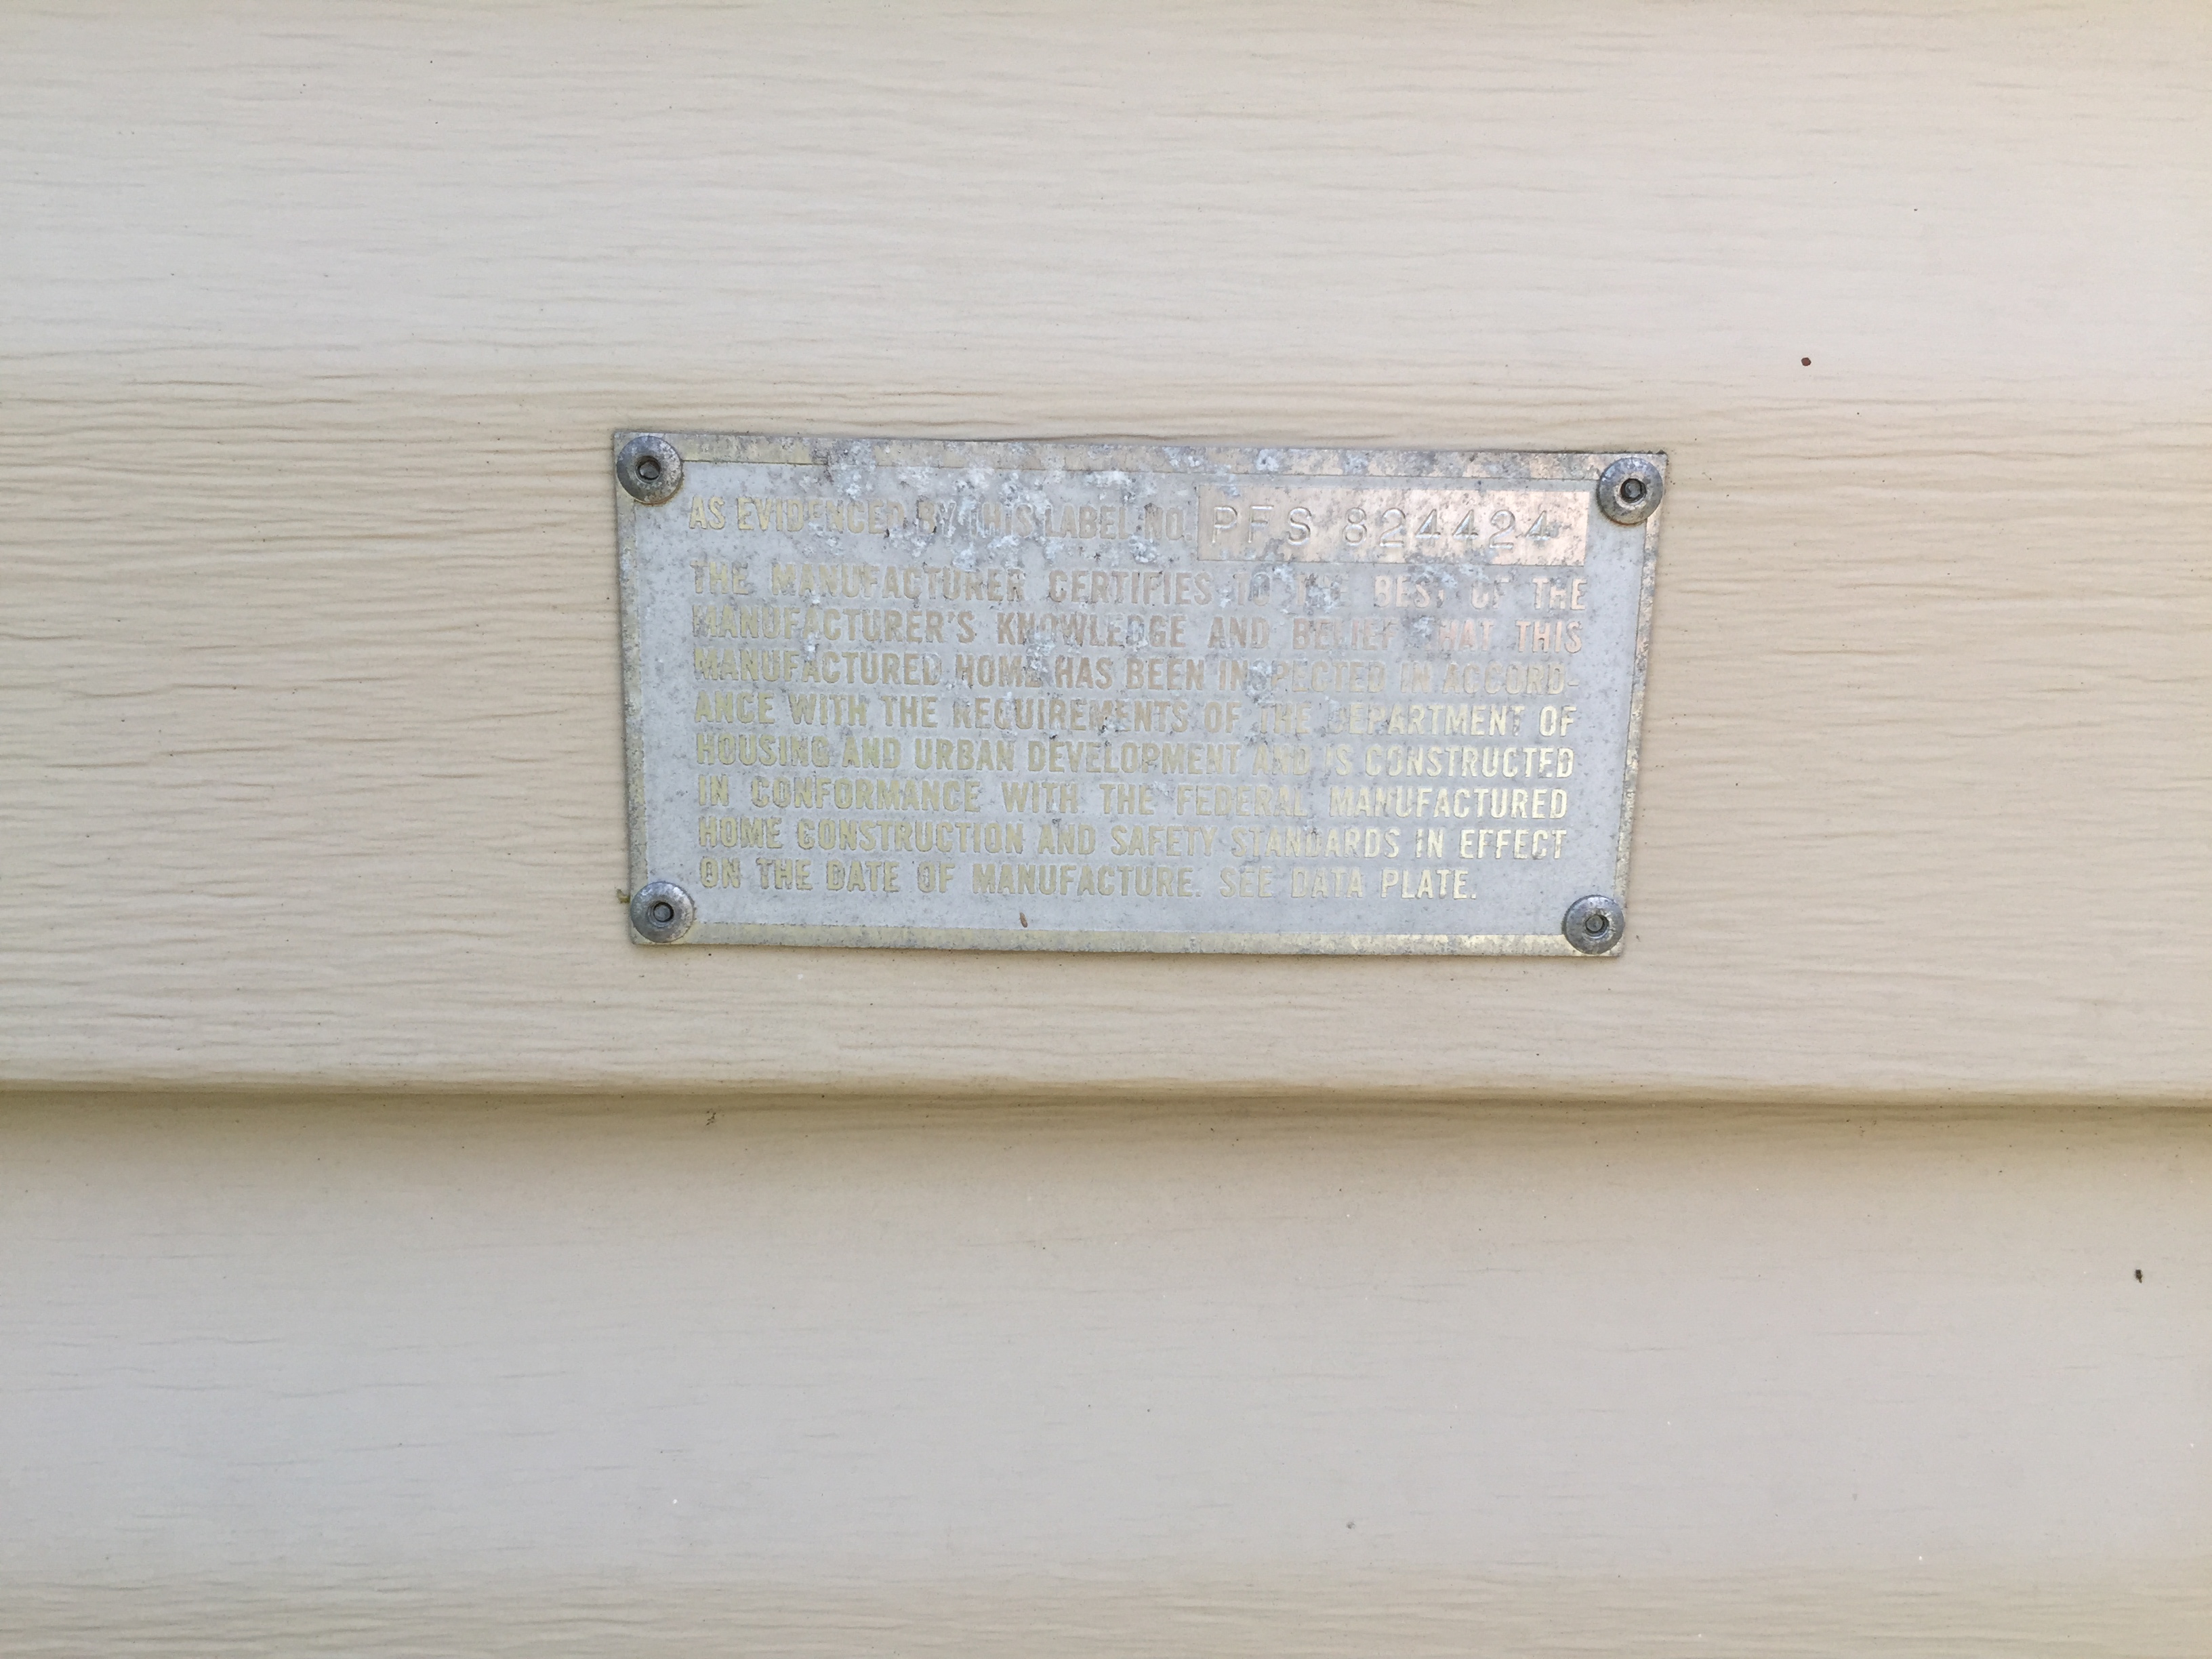 AS EVIDENCED BY THIS LABEL NO. PFS 824424
THE MANUFACTURER CERTIFIES TO THE BEST OF THE
MANUFACTURER'S KNOWLEDGE AND BELIEF THAT THIS
MANUFACTURED HOME HAS BEEN INSPECTED IN ACCORD-
ANCE WITH THE REQUIREMENTS OF THE DEPARTMENT OF
HOUSING AND URBAN DEVELOPMENT AND IS CONSTRUCTED
IN CONFORMANCE WITH THE FEDERAL MANUFACTURED
HOME CONSTRUCTION AND SAFETY STANDARDS IN EFFECT
ON THE DATE OF MANUFACTURE. SEE DATA PLATE.